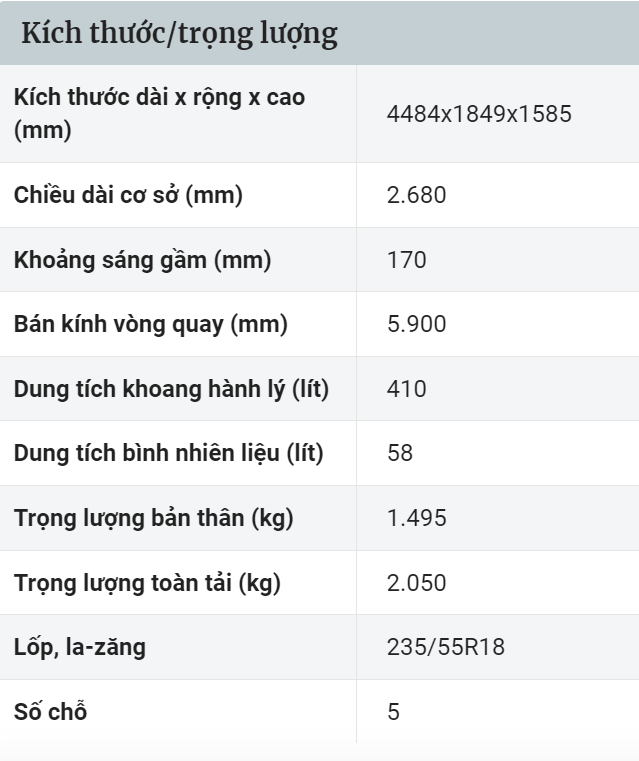 Kích thước/trọng lượng
Kích thước dài x rộng x cao
(mm)
4484x1849x1585
Chiều dài cơ sở (mm)
2.680
Khoảng sáng gầm (mm)
170
Bán kính vòng quay (mm)
5.900
Dung tích khoang hành lý (lít)
410
Dung tích bình nhiên liệu (lít)
58
Trọng lượng bản thân (kg)
1.495
Trọng lượng toàn tải (kg)
2.050
Lốp, la-zăng
235/55R18
Số chỗ
5